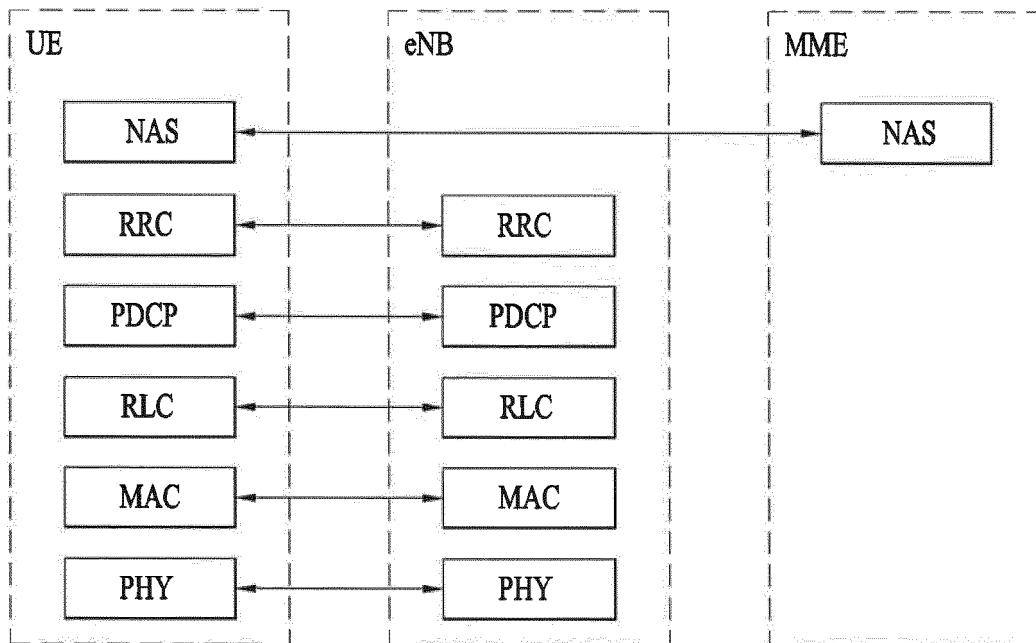 UE eNB MME
NAS NAS
RRC RRC
PDCP PDCP
RLC RLC
MAC MAC
PHY PHY